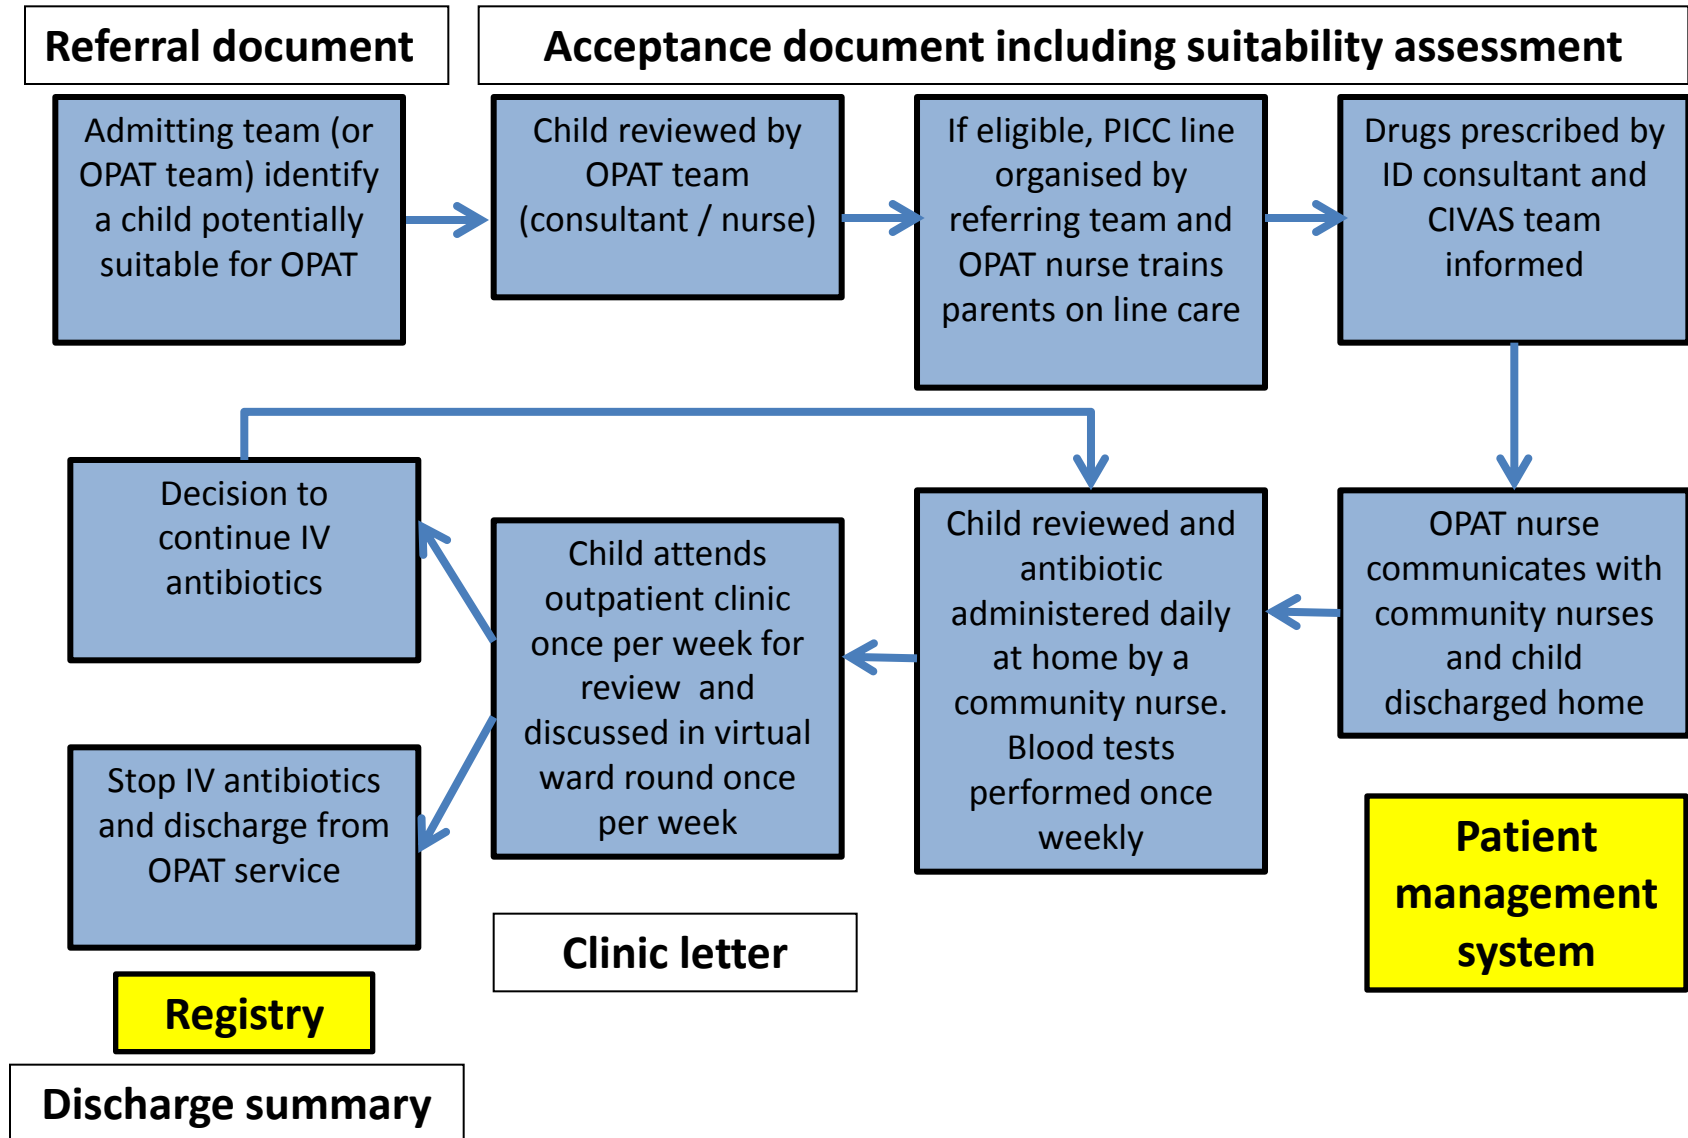 Referral document
Acceptance document including suitability assessment
Admitting team (or
OPAT team) identify
a child potentially
suitable for OPAT
Child reviewed by
OPAT team
(consultant / nurse)
If eligible, PICC line
organised by
referring team and
OPAT nurse trains
parents on line care
Drugs prescribed by
ID consultant and
CIVAS team
informed
Decision to
continue IV
antibiotics
Child attends
outpatient clinic
once per week for
review and
discussed in virtual
ward round once
per week
Child reviewed and
antibiotic
administered daily
at home by a
community nurse.
Blood tests
performed once
weekly
OPAT nurse
communicates with
community nurses
and child
discharged home
Stop IV antibiotics
and discharge from
OPAT service
Patient
management
system
Clinic letter
Registry
Discharge summary